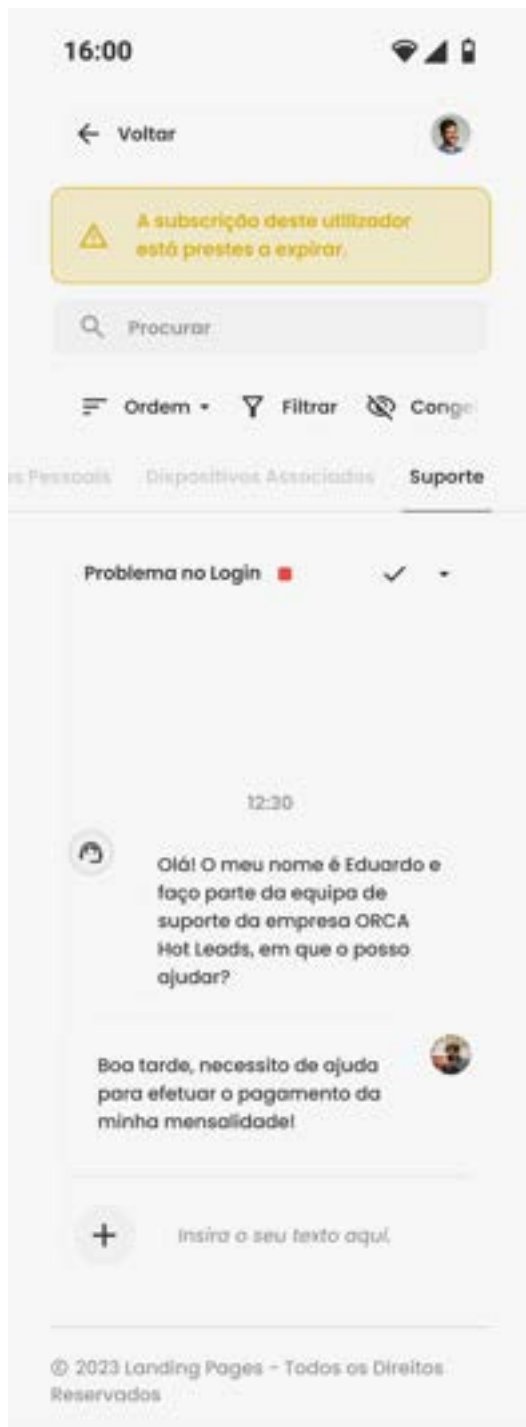 16:00
Voltar
A subscrição deste utilizador
está prestes a expirar.
Procurar
Ordem Filtrar Conge
s Pessoais Dispositivos Associados Suporte
Problema no Login
12:30
Olá! O meu nome é Eduardo e
faço parte da equipa de
suporte da empresa ORCA
Hot Leads, em que o posso
ajudar?
Boa tarde, necessito de ajuda
para efetuar o pagamento da
minha mensalidade!
Insira o seu texto aqui.
© 2023 Landing Pages - Todos os Direitos
Reservados